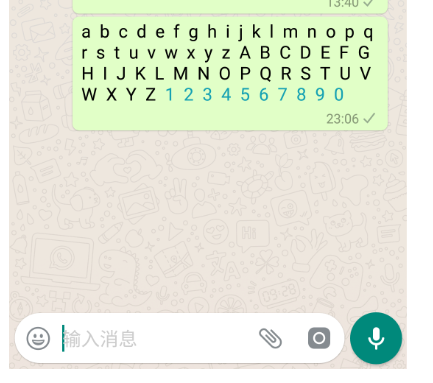 13:40
a b c d e f g h i j k l m n o p q
r s t u v w x y z A B C D E F G
H I J K L M N O P Q R S T U V
W X Y Z 1 2 3 4 5 6 7 8 9 0
23:06
输入消息